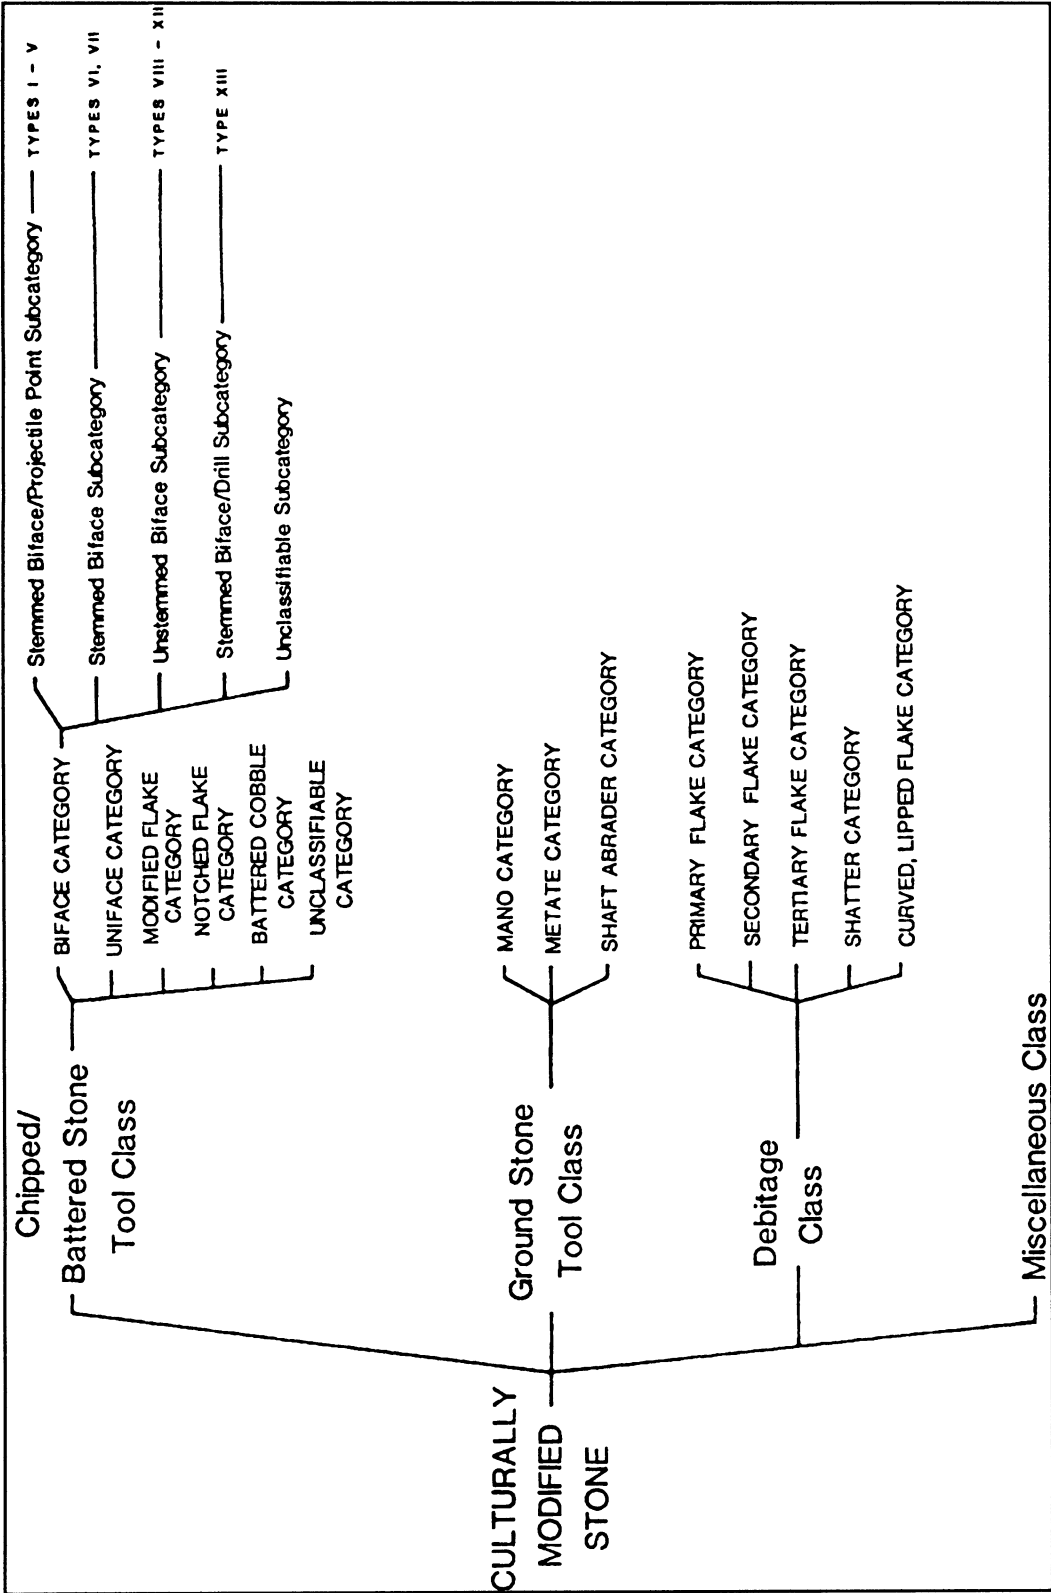 CULTURALLY
MODIFIED
STONE
Chipped/
Battered Stone
Tool Class
BIFACE CATEGORY
Stemmed Biface/Projectile Point Subcategory
TYPES I - V
Stemmed Biface Subcategory
TYPES VI, VII
Unstemmed Biface Subcategory
TYPES VIII - XII
Stemmed Biface/Drill Subcategory
TYPE XIII
Unclassifiable Subcategory
UNIFACE CATEGORY
MODIFIED FLAKE
CATEGORY
NOTCHED FLAKE
CATEGORY
BATTERED COBBLE
CATEGORY
UNCLASSIFIABLE
CATEGORY
Ground Stone
Tool Class
MANO CATEGORY
METATE CATEGORY
SHAFT ABRADER CATEGORY
Debitage
Class
PRIMARY FLAKE CATEGORY
SECONDARY FLAKE CATEGORY
TERTIARY FLAKE CATEGORY
SHATTER CATEGORY
CURVED, LIPPED FLAKE CATEGORY
Miscellaneous Class